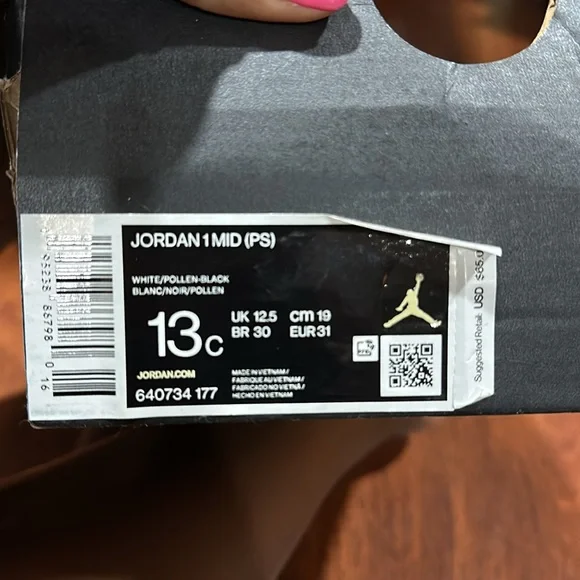 JORDAN 1 MID (PS)
WHITE/POLLEN-BLACK
BLANC/NOIR/POLLEN
13C
UK 12.5 cm 19
BR 30 EUR 31
JORDAN.COM
640734 177
MADE IN VIETNAM /
FABRIQUE AU VIETNAM /
FABRICADO NO VIETNÃ /
HECHO EN VIETNAM
Suggested Retail: USD
86798 0 16